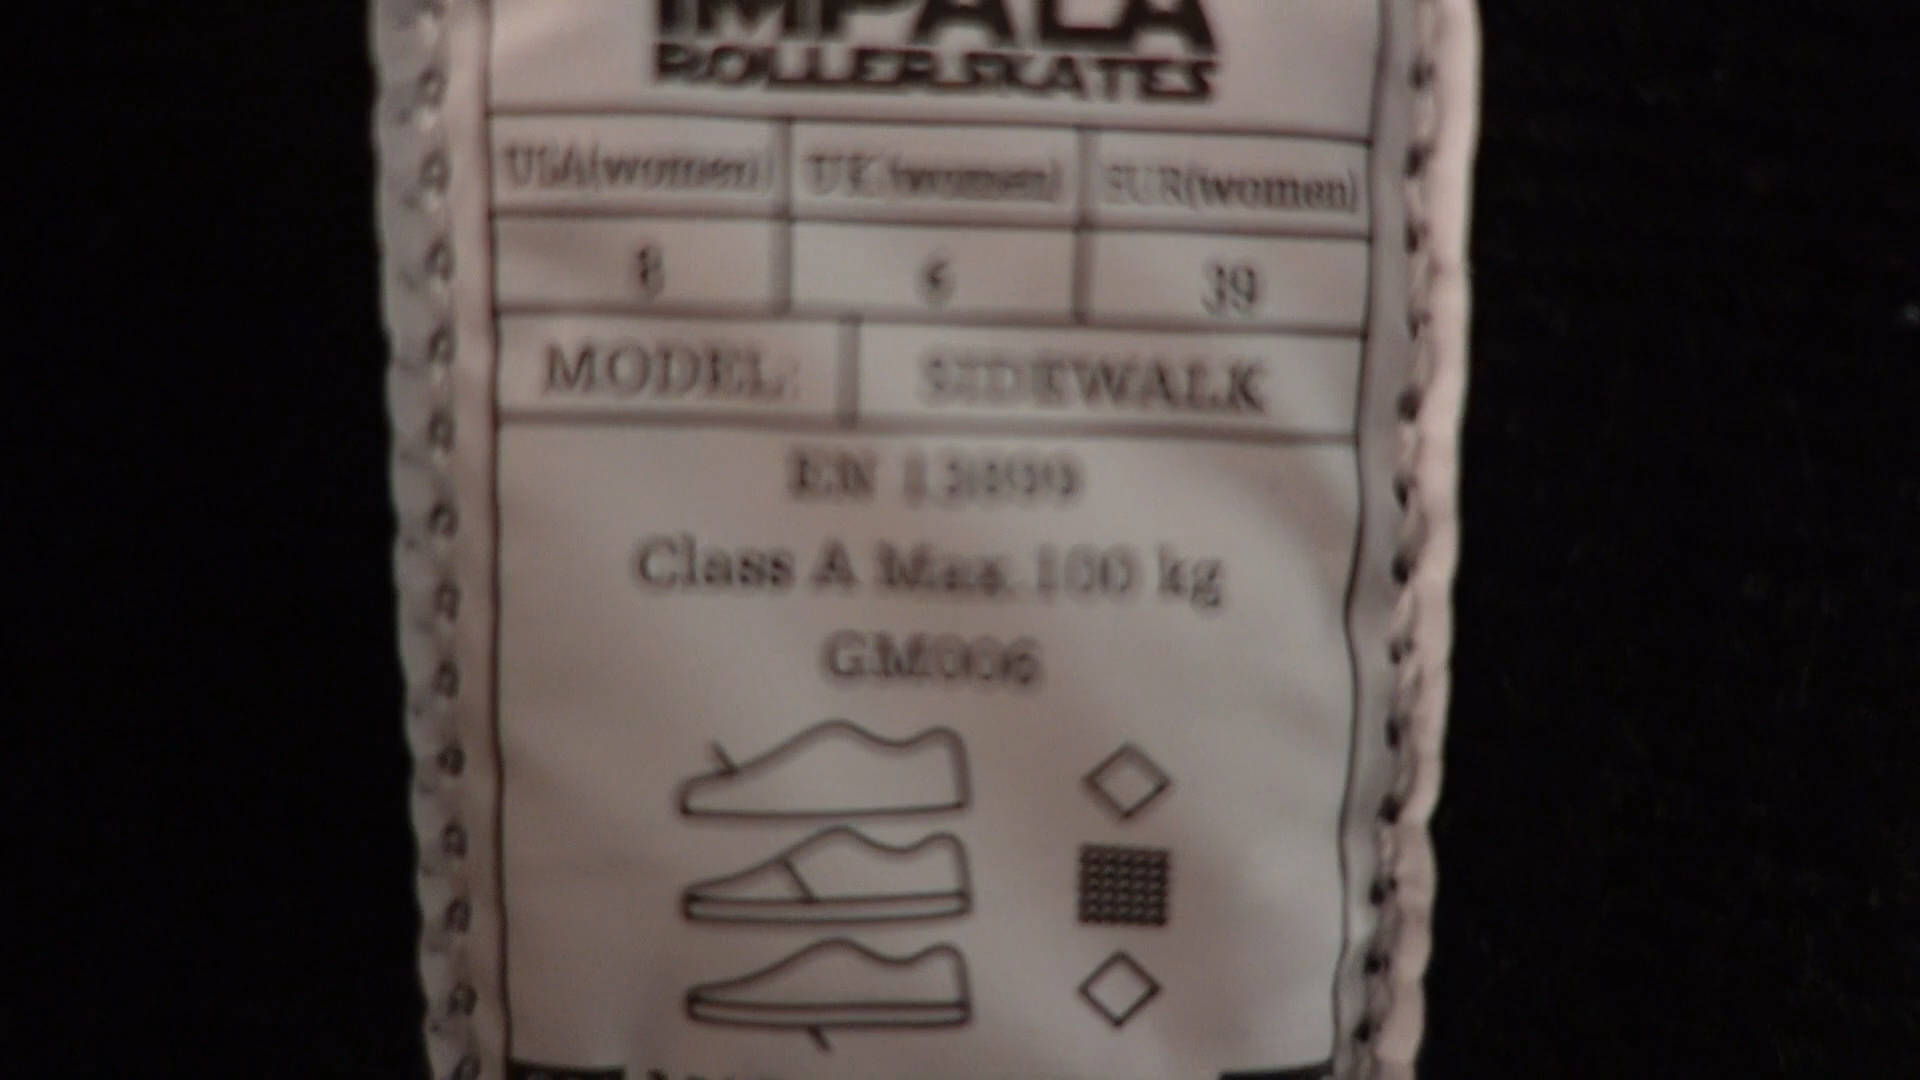 IMPALA
ROLLERSKATES
USA(women) UK(women) EUR(women)
8 6 39
MODEL: SIDEWALK
EN 13899
Class A Max. 100 kg
GM006